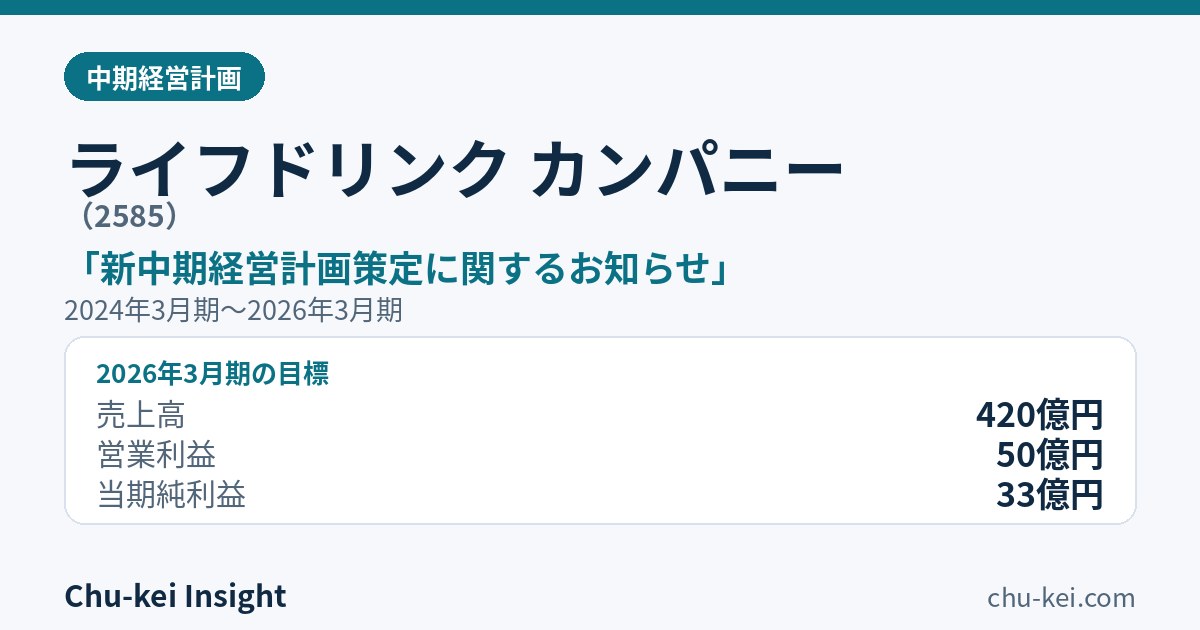 中期経営計画
ライフドリンク カンパニー
（2585）
「新中期経営計画策定に関するお知らせ」
2024年3月期～2026年3月期
2026年3月期の目標
売上高 420億円
営業利益 50億円
当期純利益 33億円
Chu-kei Insight chu-kei.com